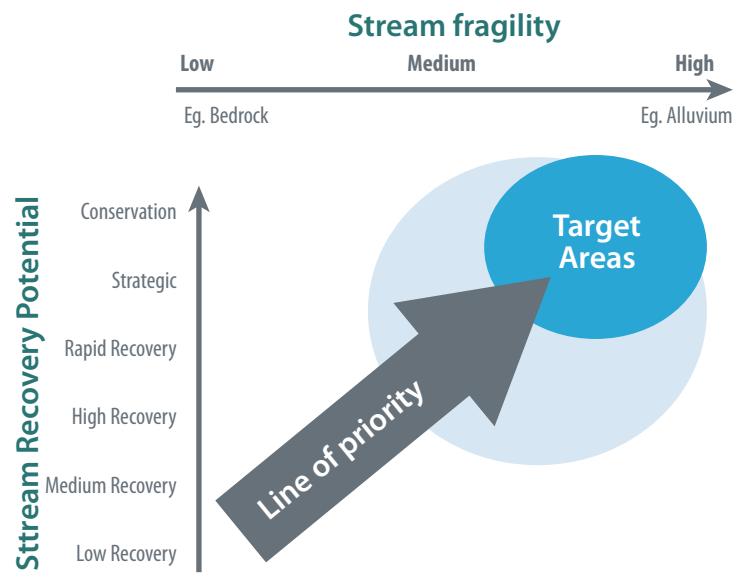 Stream fragility
Low Medium High
Eg. Bedrock Eg. Alluvium
Sttream Recovery Potential
Conservation
Strategic
Rapid Recovery
High Recovery
Medium Recovery
Low Recovery
Target
Areas
Line of priority